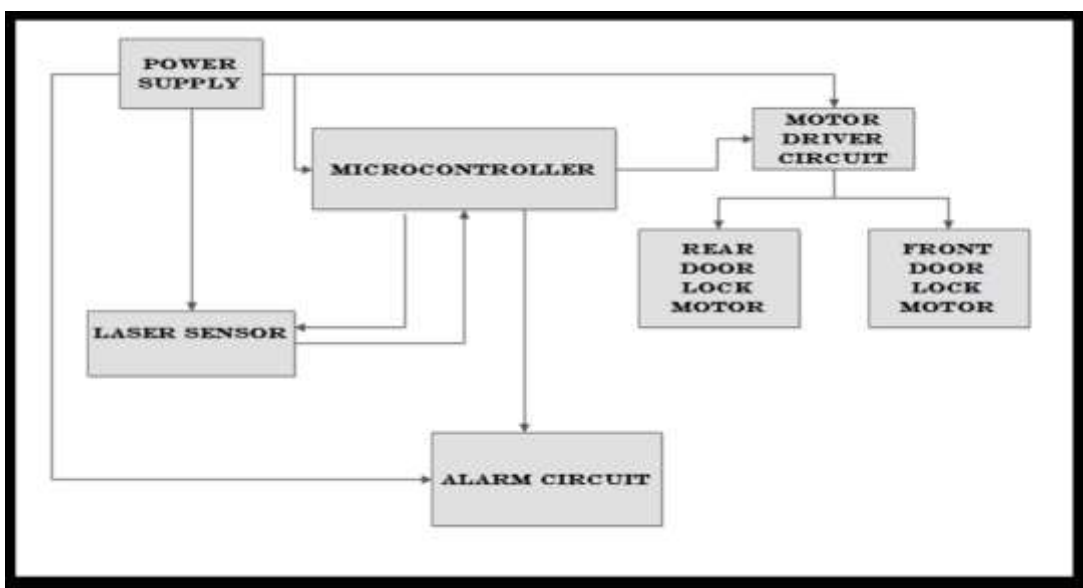 POWER
SUPPLY
MOTOR
DRIVER
CIRCUIT
MICROCONTROLLER
REAR
DOOR
LOCK
MOTOR
FRONT
DOOR
LOCK
MOTOR
LASER SENSOR
ALARM CIRCUIT